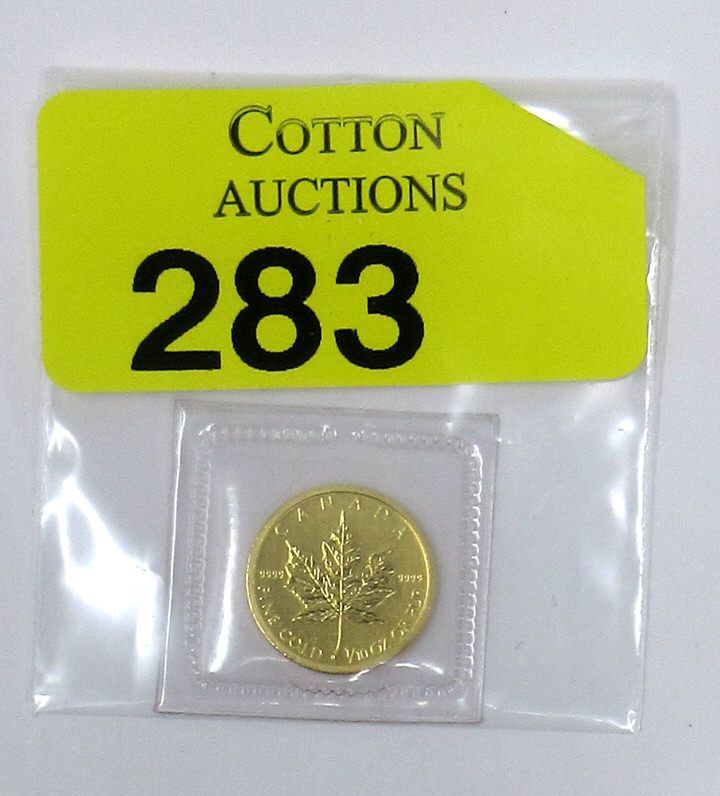 COTTON
AUCTIONS
283
CANADA
9999 9999
FINE GOLD 1/10 OZ OR PUR